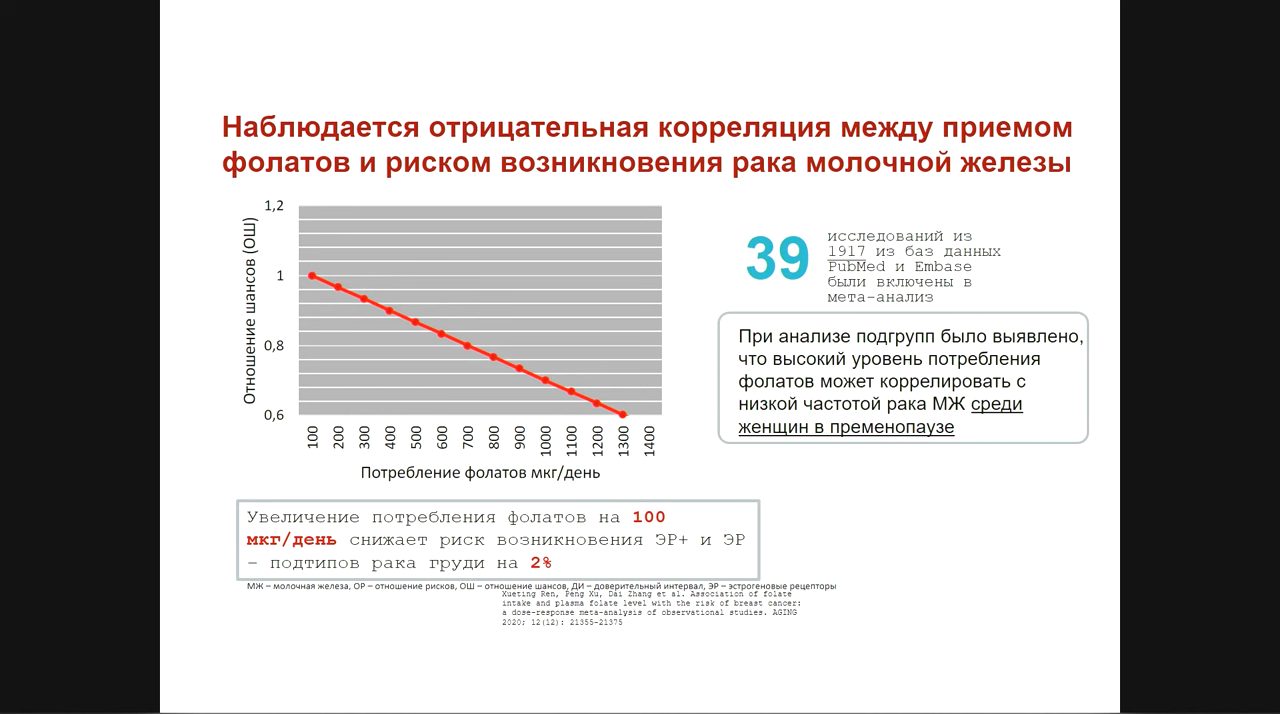 Наблюдается отрицательная корреляция между приемом
фолатов и риском возникновения рака молочной железы
Отношение шансов (ОШ)
1,2
1
0,8
0,6
100
200
300
400
500
600
700
800
900
1000
1100
1200
1300
1400
Потребление фолатов мкг/день
39
исследований из
1917 из баз данных
PubMed и Embase
были включены в
мета-анализ
При анализе подгрупп было выявлено,
что высокий уровень потребления
фолатов может коррелировать с
низкой частотой рака МЖ среди
женщин в пременопаузе
Увеличение потребления фолатов на 100
мкг/день снижает риск возникновения ЭР+ и ЭР
– подтипов рака груди на 2%
МЖ – молочная железа, ОР – отношение рисков, ОШ – отношение шансов, ДИ – доверительный интервал, ЭР – эстрогеновые рецепторы
Xueting Ren, Peng Xu, Dai Zhang et al. Association of folate
intake and plasma folate level with the risk of breast cancer:
a dose-response meta-analysis of observational studies. AGING
2020; 12(12): 21355-21375